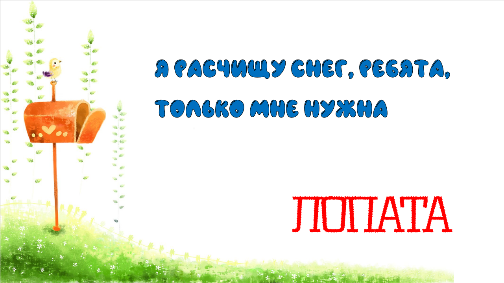 Я РАСЧИЩУ СНЕГ, РЕБЯТА,
ТОЛЬКО МНЕ НУЖНА
ЛОПАТА